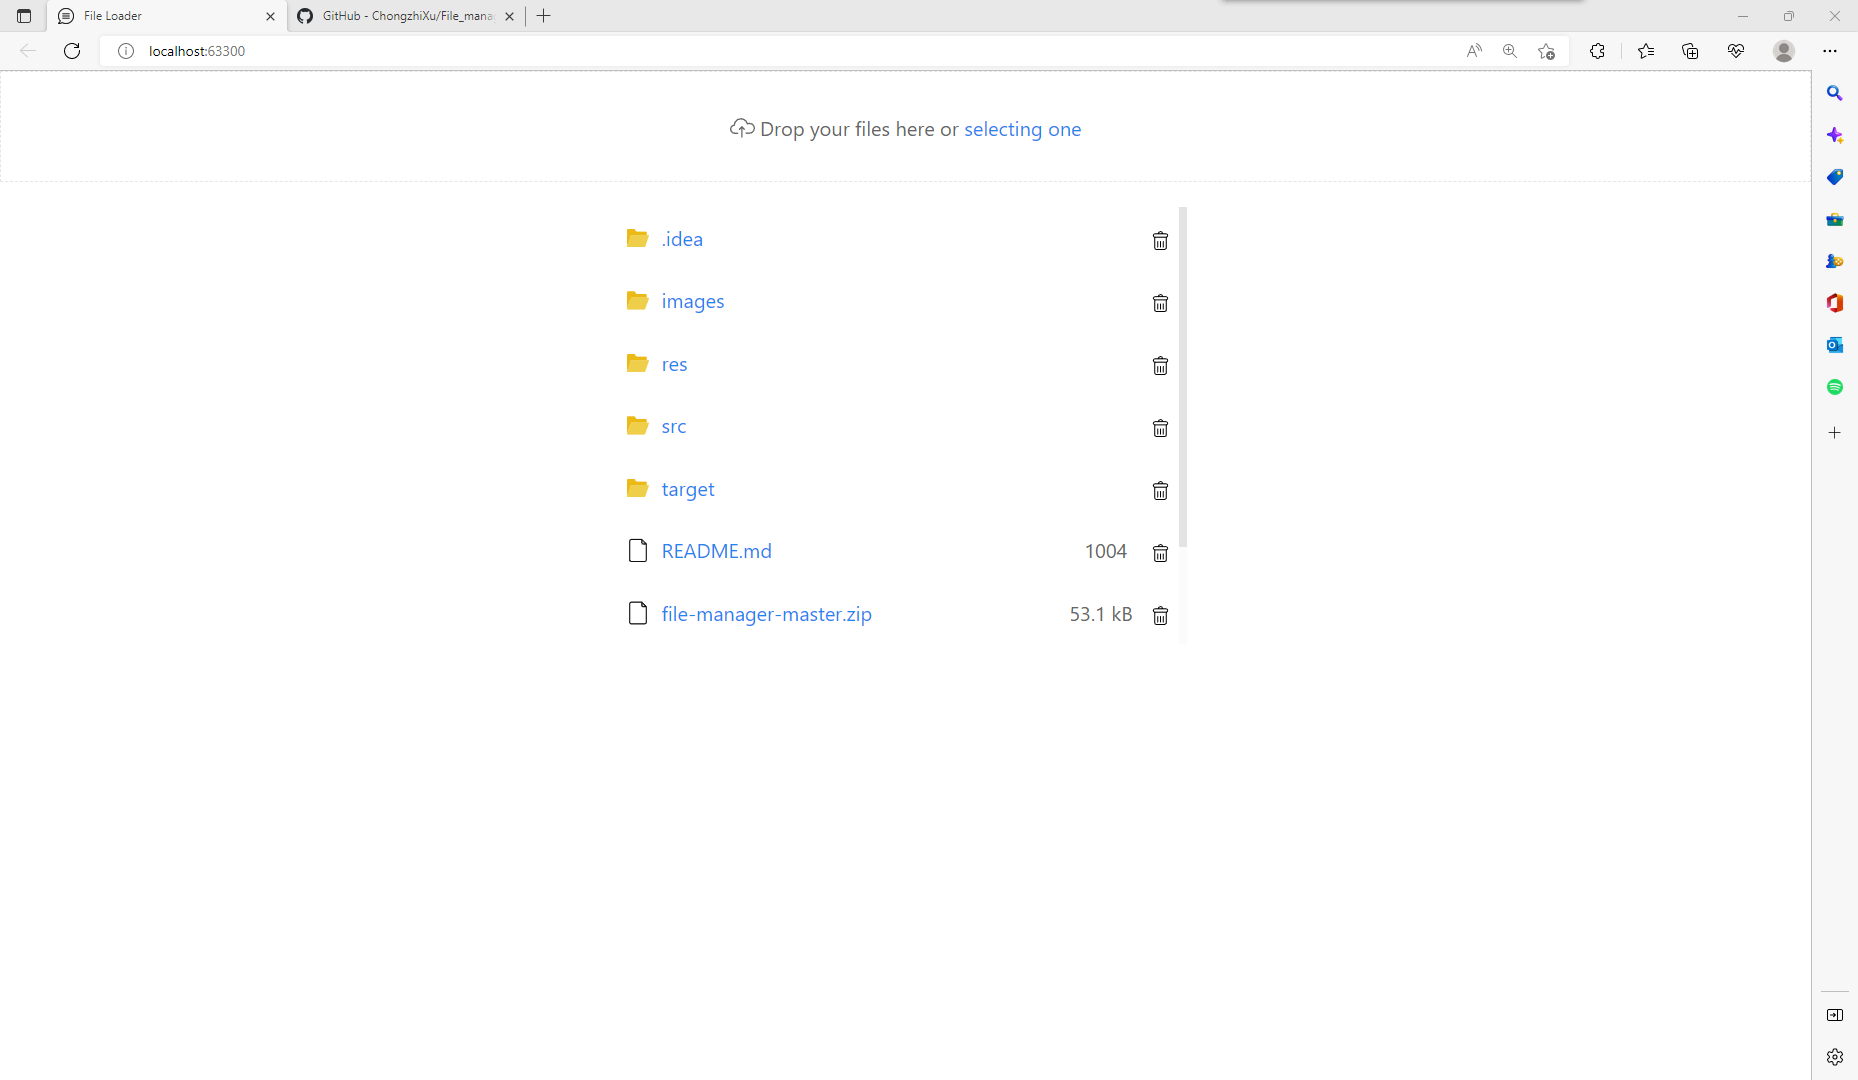 File Loader
GitHub - ChongzhiXu/File_mana
localhost:63300
Drop your files here or selecting one
.idea
images
res
src
target
README.md 1004
file-manager-master.zip 53.1 kB